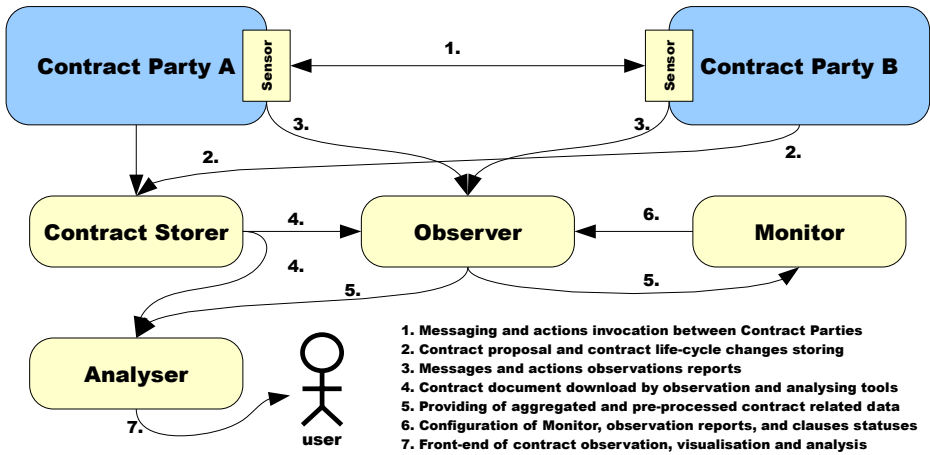 1.
Contract Party A
Sensor
Sensor
Contract Party B
3.
3.
2.
2.
Contract Storer
4.
Observer
6.
Monitor
4.
5.
5.
Analyser
7.
user
1. Messaging and actions invocation between Contract Parties
2. Contract proposal and contract life-cycle changes storing
3. Messages and actions observations reports
4. Contract document download by observation and analysing tools
5. Providing of aggregated and pre-processed contract related data
6. Configuration of Monitor, observation reports, and clauses statuses
7. Front-end of contract observation, visualisation and analysis